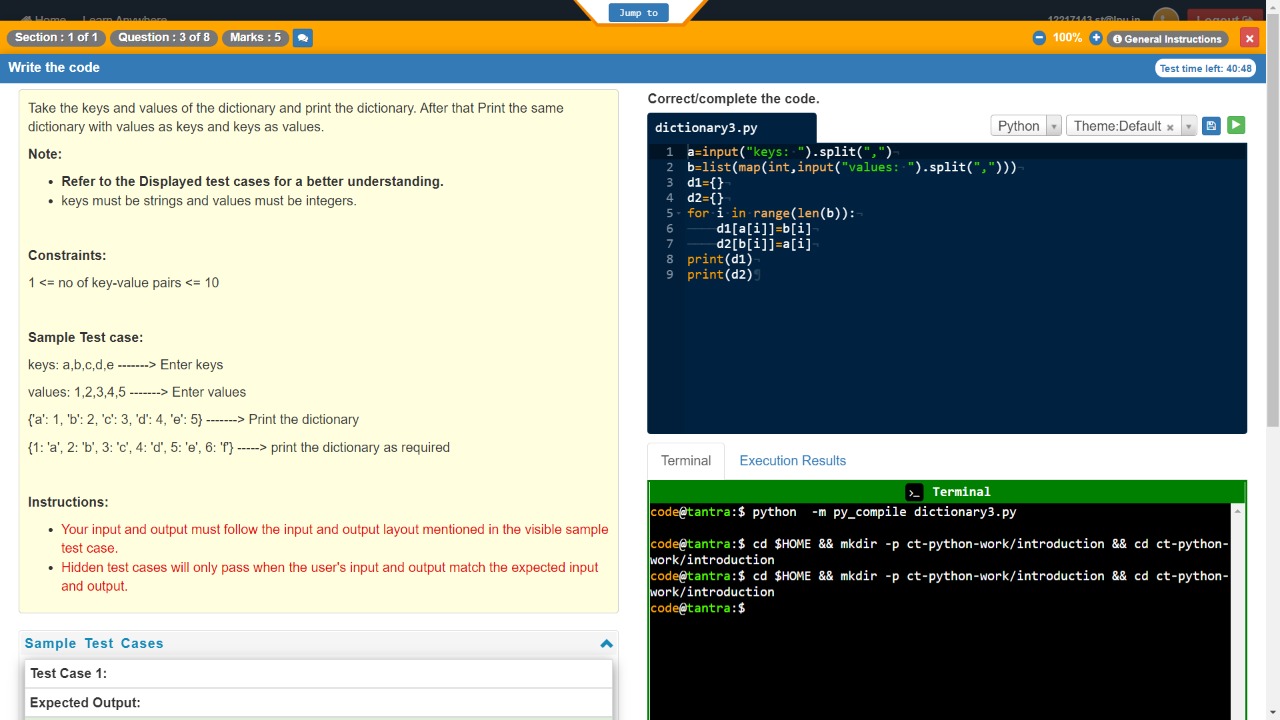 Home Learn Anywhere
Jump to
12217143.st@lpu.in
Logout
Section : 1 of 1 Question : 3 of 8 Marks : 5
100% General Instructions
Write the code
Test time left: 40:48
Take the keys and values of the dictionary and print the dictionary. After that Print the same
dictionary with values as keys and keys as values.
Note:
• Refer to the Displayed test cases for a better understanding.
• keys must be strings and values must be integers.
Constraints:
1 <= no of key-value pairs <= 10
Sample Test case:
keys: a,b,c,d,e -------> Enter keys
values: 1,2,3,4,5 -------> Enter values
{'a': 1, 'b': 2, 'c': 3, 'd': 4, 'e': 5} -------> Print the dictionary
{1: 'a', 2: 'b', 3: 'c', 4: 'd', 5: 'e', 6: 'f'} -----> print the dictionary as required
Instructions:
• Your input and output must follow the input and output layout mentioned in the visible sample
test case.
• Hidden test cases will only pass when the user's input and output match the expected input
and output.
Sample Test Cases
Test Case 1:
Expected Output:
Correct/complete the code.
dictionary3.py
Python
Theme:Default
1 a=input("keys: ").split(",")
2 b=list(map(int,input("values: ").split(",")))
3 d1={}
4 d2={}
5 for i in range(len(b)):
6 d1[a[i]]=b[i]
7 d2[b[i]]=a[i]
8 print(d1)
9 print(d2)
Terminal Execution Results
Terminal
code@tantra:$ python -m py_compile dictionary3.py
code@tantra:$ cd $HOME && mkdir -p ct-python-work/introduction && cd ct-python-
work/introduction
code@tantra:$ cd $HOME && mkdir -p ct-python-work/introduction && cd ct-python-
work/introduction
code@tantra:$